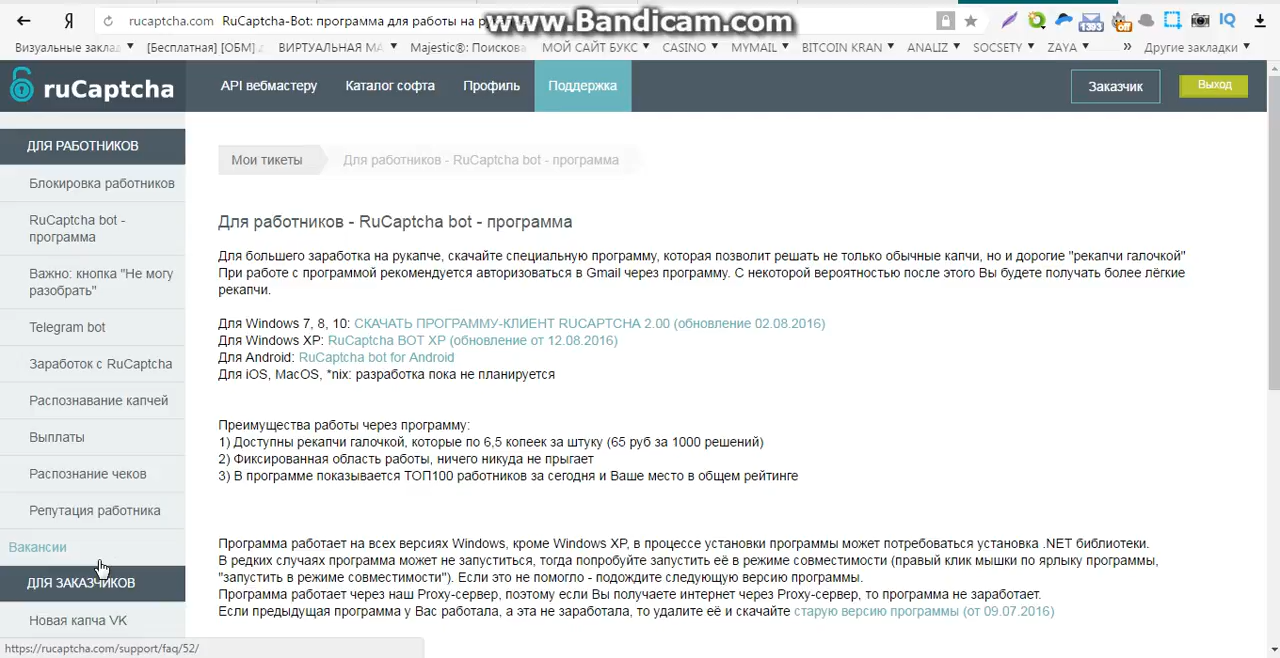 Я rucaptcha.com RuCaptcha-Bot: программа для работы на р
www.Bandicam.com
1393 off IQ
Визуальные заклад [Бесплатная] [ОБМ] ВИРТУАЛЬНАЯ МА Majestic®: Поискова МОЙ САЙТ БУКС CASINO MYMAIL BITCOIN KRAN ANALIZ SOCSETY ZAYA » Другие закладки
ruCaptcha API вебмастеру Каталог софта Профиль Поддержка Заказчик Выход
ДЛЯ РАБОТНИКОВ
Блокировка работников
RuCaptcha bot -
программа
Важно: кнопка "Не могу
разобрать"
Telegram bot
Заработок с RuCaptcha
Распознавание капчей
Выплаты
Распознание чеков
Репутация работника
Вакансии
ДЛЯ ЗАКАЗЧИКОВ
Новая капча VK
https://rucaptcha.com/support/faq/52/
Мои тикеты Для работников - RuCaptcha bot - программа
Для работников - RuCaptcha bot - программа
Для большего заработка на рукапче, скачайте специальную программу, которая позволит решать не только обычные капчи, но и дорогие "рекапчи галочкой"
При работе с программой рекомендуется авторизоваться в Gmail через программу. С некоторой вероятностью после этого Вы будете получать более лёгкие
рекапчи.
Для Windows 7, 8, 10: СКАЧАТЬ ПРОГРАММУ-КЛИЕНТ RUCAPTCHA 2.00 (обновление 02.08.2016)
Для Windows XP: RuCaptcha BOT XP (обновление от 12.08.2016)
Для Android: RuCaptcha bot for Android
Для iOS, MacOS, *nix: разработка пока не планируется
Преимущества работы через программу:
1) Доступны рекапчи галочкой, которые по 6,5 копеек за штуку (65 руб за 1000 решений)
2) Фиксированная область работы, ничего никуда не прыгает
3) В программе показывается ТОП100 работников за сегодня и Ваше место в общем рейтинге
Программа работает на всех версиях Windows, кроме Windows XP, в процессе установки программы может потребоваться установка .NET библиотеки.
В редких случаях программа может не запуститься, тогда попробуйте запустить её в режиме совместимости (правый клик мышки по ярлыку программы,
"запустить в режиме совместимости"). Если это не помогло - подождите следующую версию программы.
Программа работает через наш Proxy-сервер, поэтому если Вы получаете интернет через Proxy-сервер, то программа не заработает.
Если предыдущая программа у Вас работала, а эта не заработала, то удалите её и скачайте старую версию программы (от 09.07.2016)